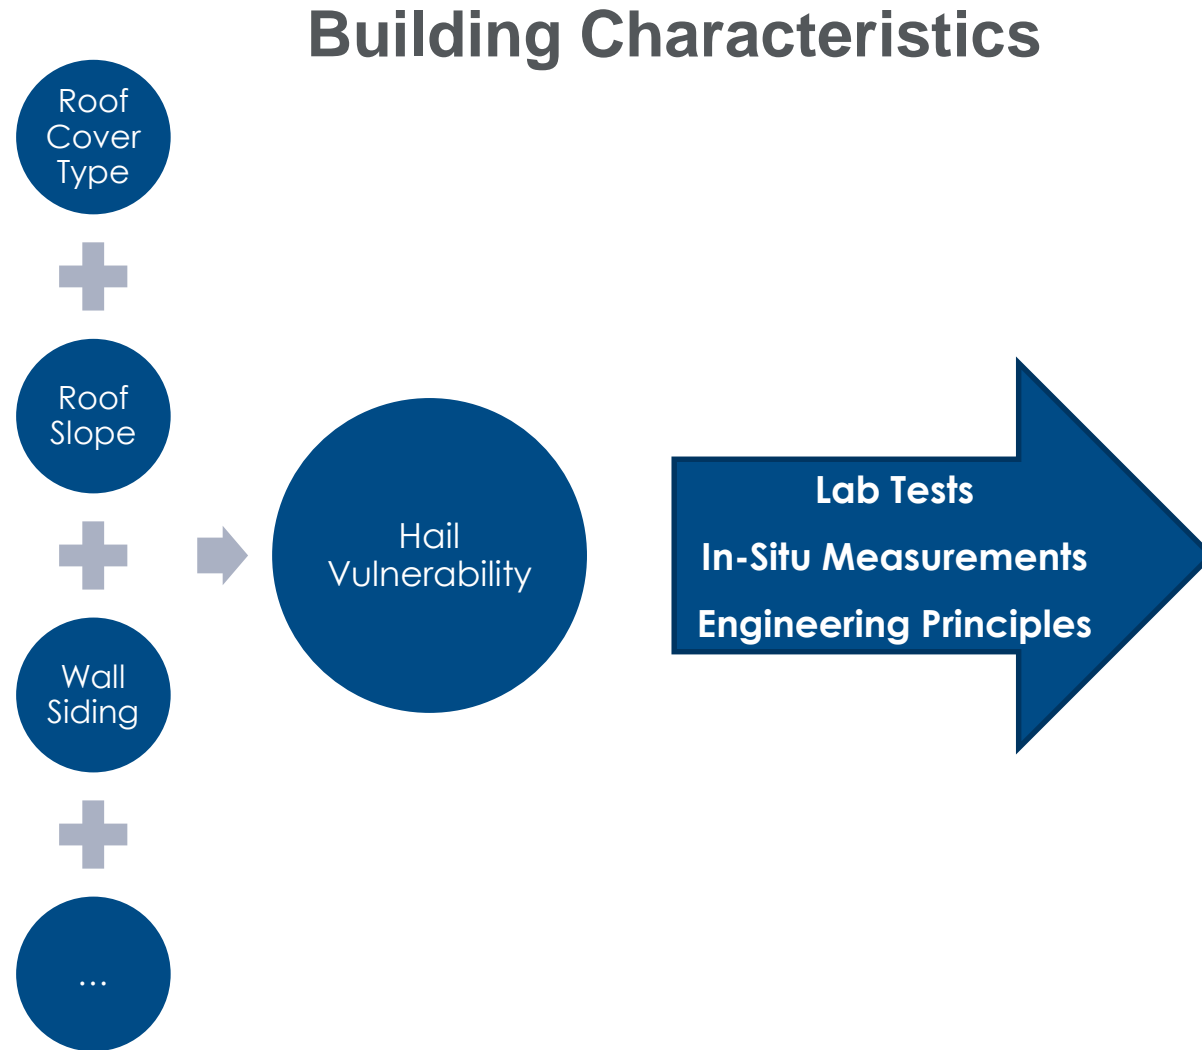 Building Characteristics
Roof
Cover
Type
Roof
Slope
Wall
Siding
...
Hail
Vulnerability
Lab Tests
In-Situ Measurements
Engineering Principles